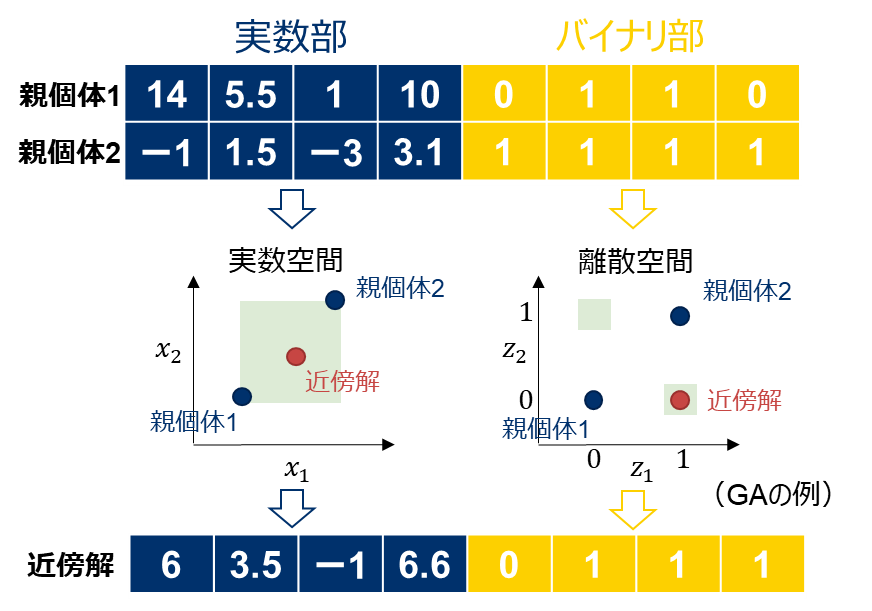 実数部 バイナリ部
親個体1 14 5.5 1 10 0 1 1 0
親個体2 －1 1.5 －3 3.1 1 1 1 1
実数空間 離散空間
親個体2 親個体2
x₂ 1 z₂ 0
近傍解 近傍解
親個体1 親個体1
0 1
x₁ z₁
（GAの例）
近傍解 6 3.5 －1 6.6 0 1 1 1